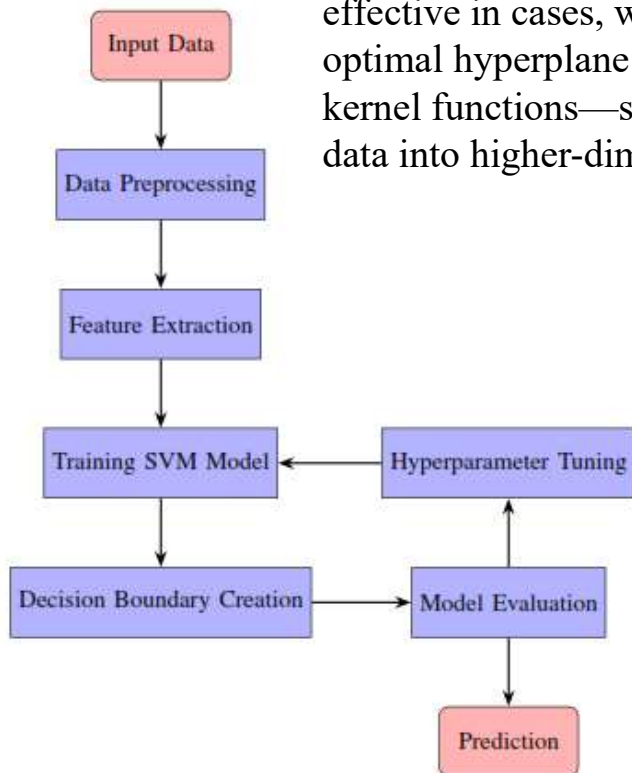 effective in cases, w
optimal hyperplane
kernel functions—s
data into higher-dim
Input Data
Data Preprocessing
Feature Extraction
Training SVM Model
Hyperparameter Tuning
Decision Boundary Creation
Model Evaluation
Prediction